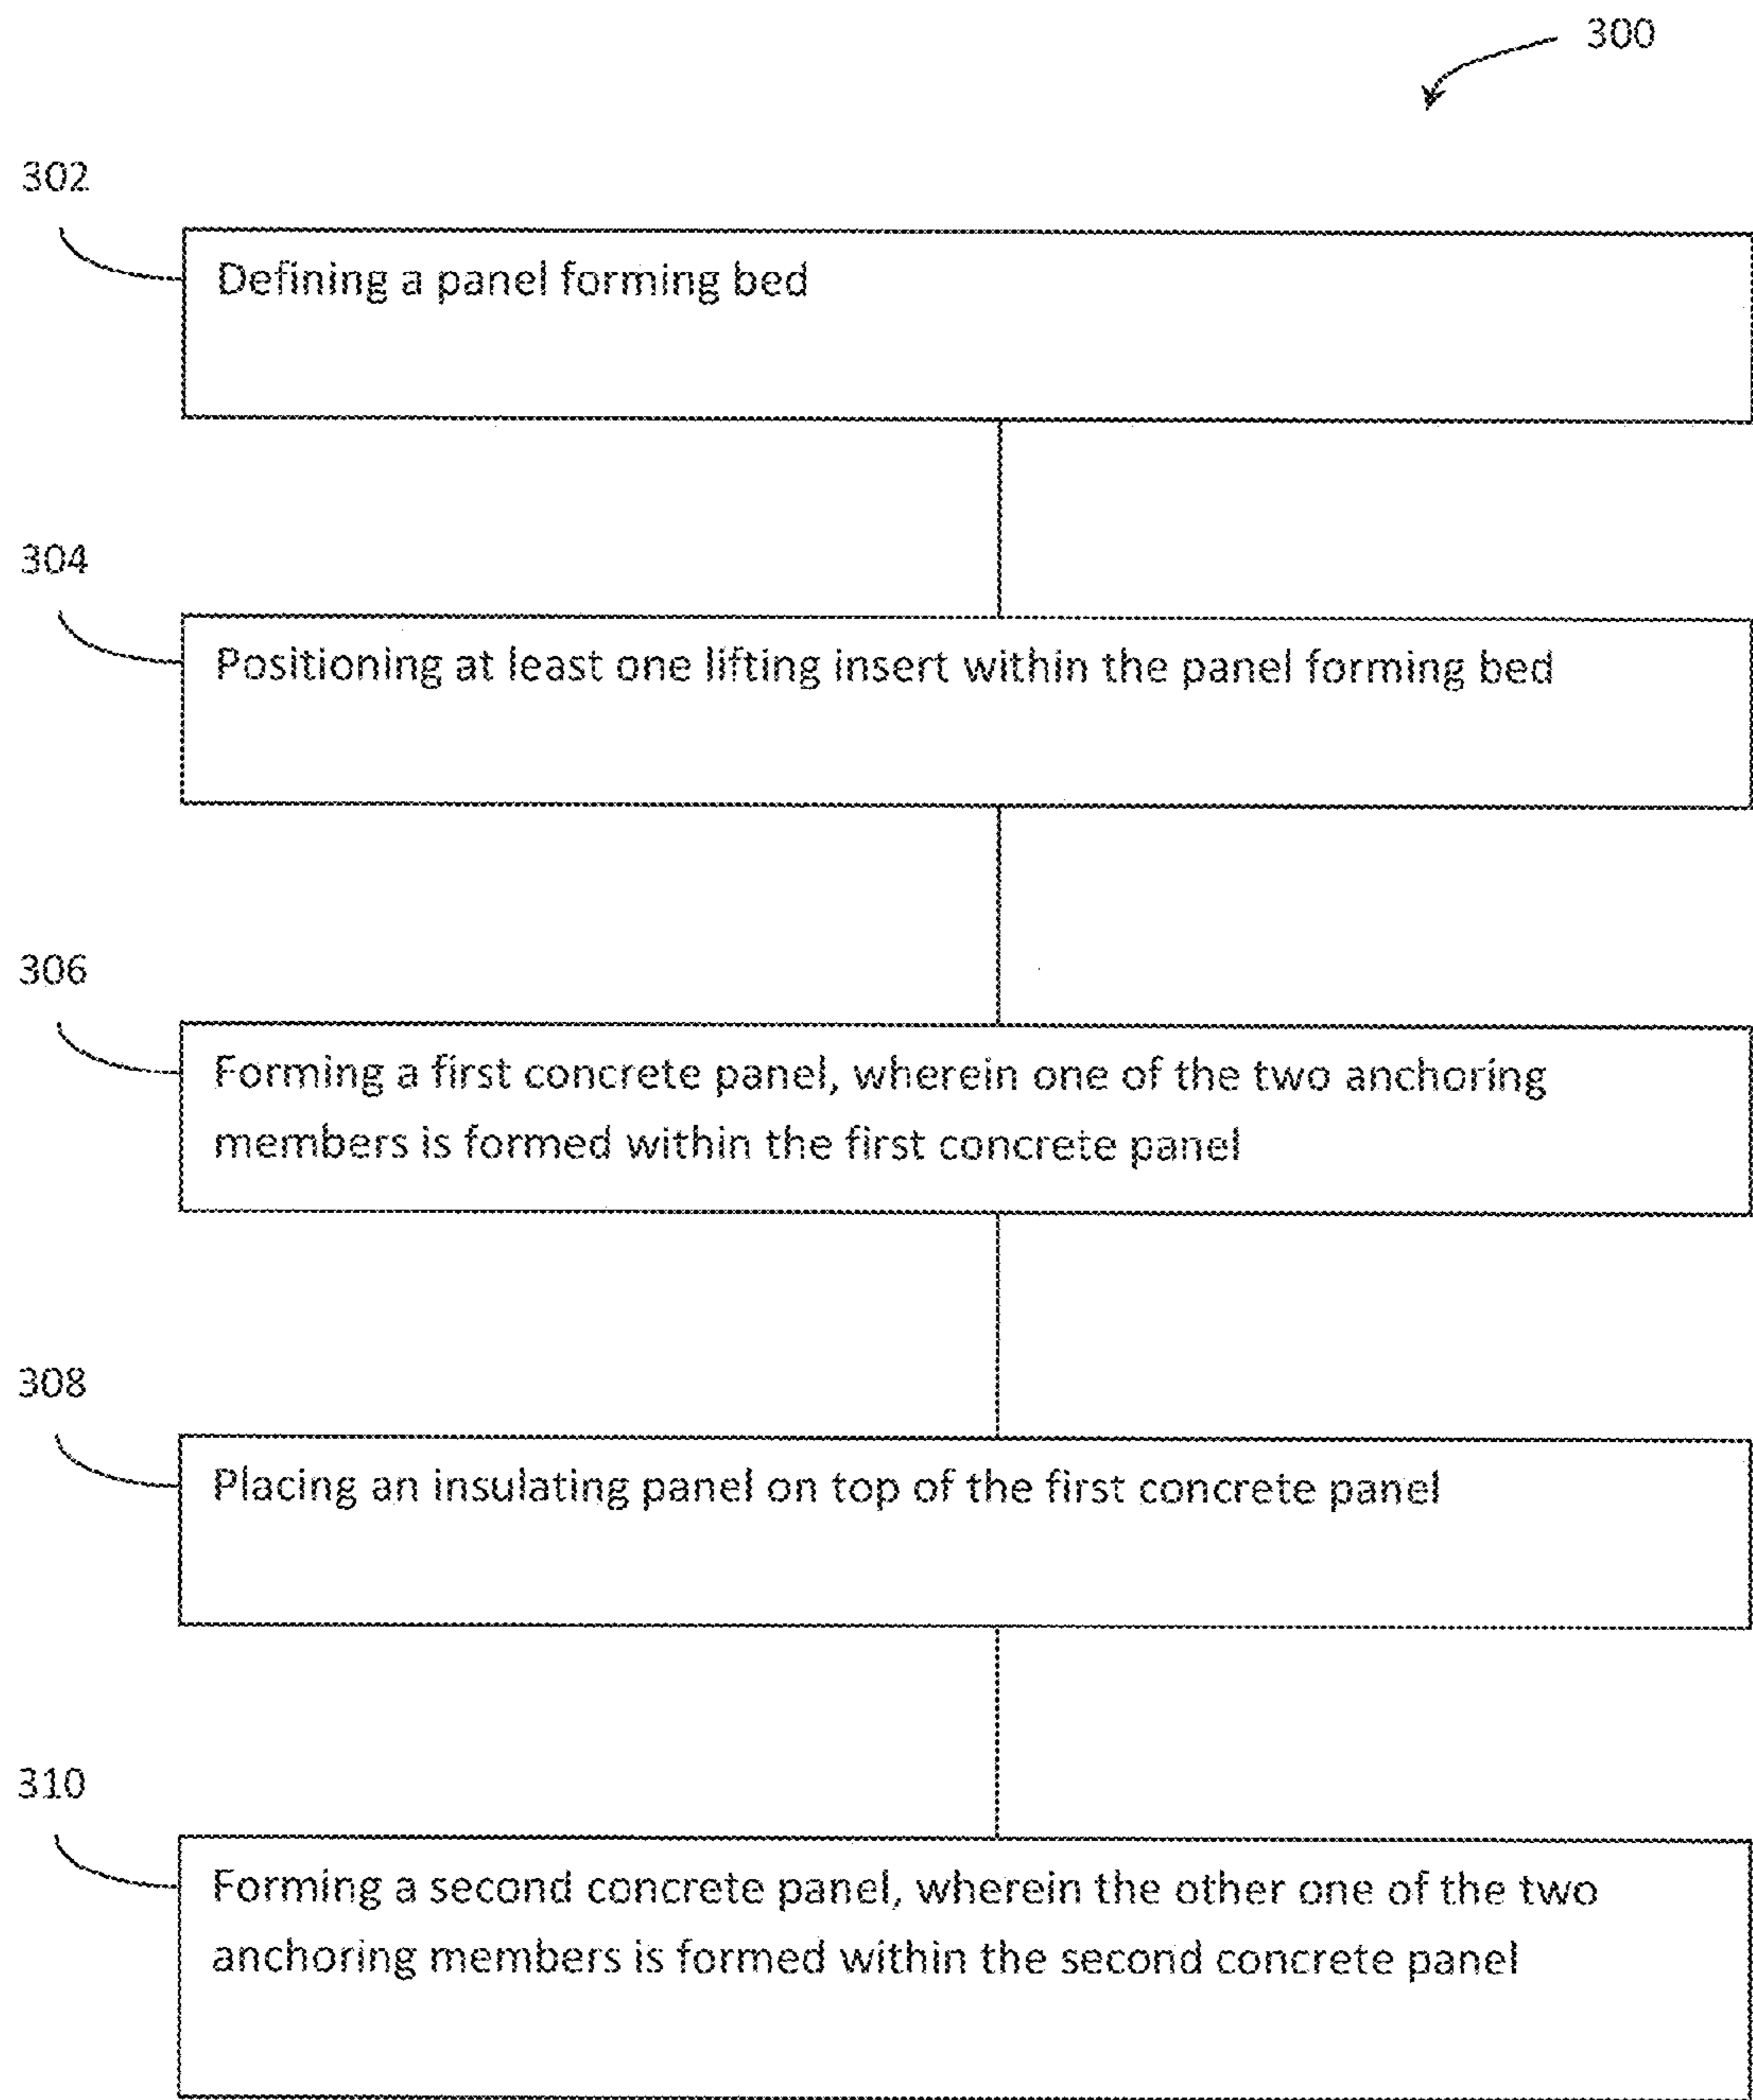 300
302
Defining a panel forming bed
304
Positioning at least one lifting insert within the panel forming bed
306
Forming a first concrete panel, wherein one of the two anchoring
members is formed within the first concrete panel
308
Placing an insulating panel on top of the first concrete panel
310
Forming a second concrete panel, wherein the other one of the two
anchoring members is formed within the second concrete panel